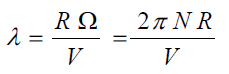 λ = R Ω / V = 2 π N R / V